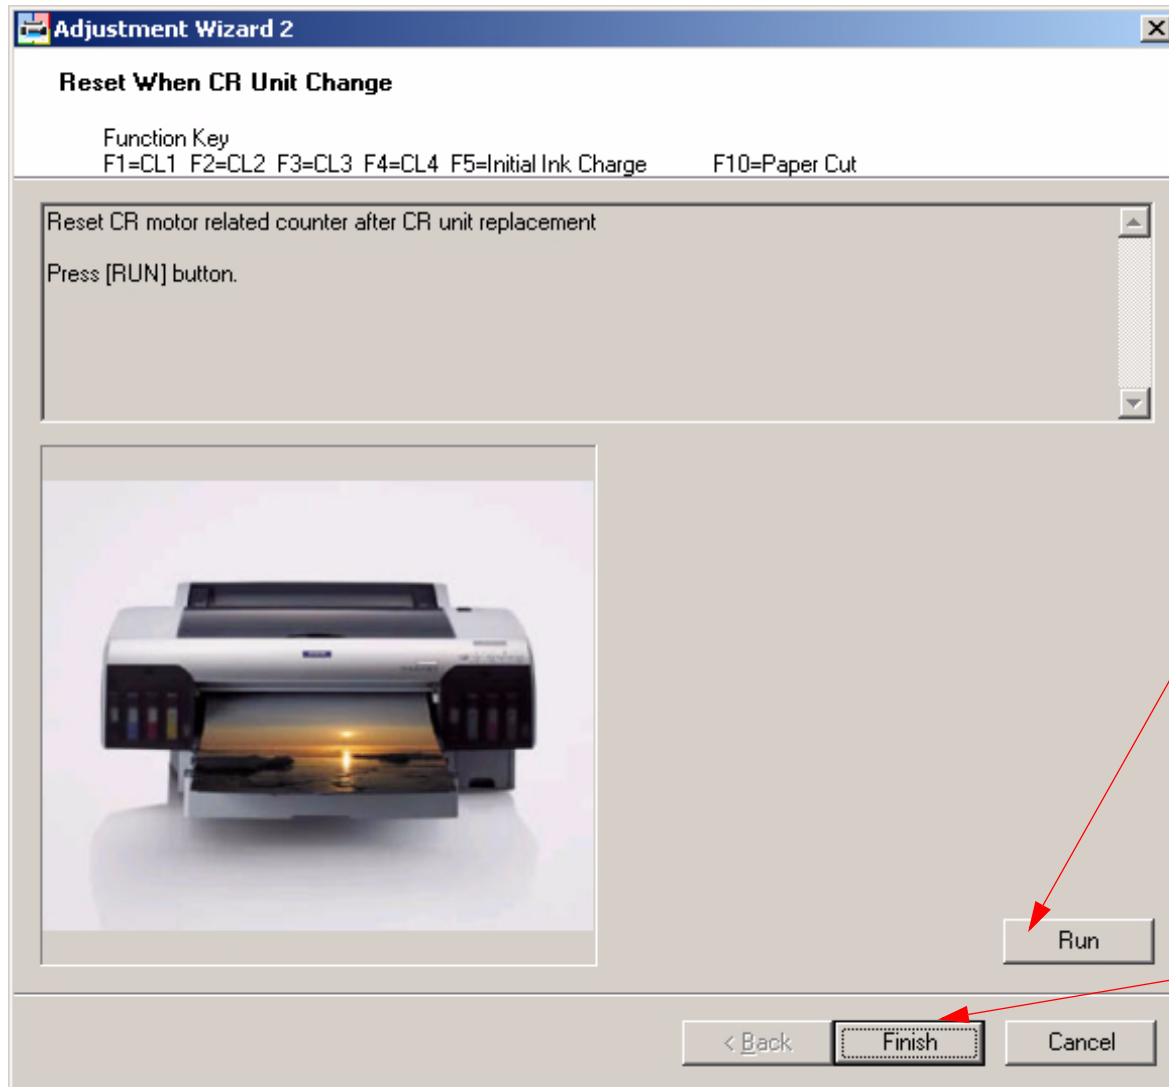 Adjustment Wizard 2
Reset When CR Unit Change
Function Key
F1=CL1 F2=CL2 F3=CL3 F4=CL4 F5=Initial Ink Charge F10=Paper Cut
Reset CR motor related counter after CR unit replacement
Press [RUN] button.
Run
< Back
Finish
Cancel